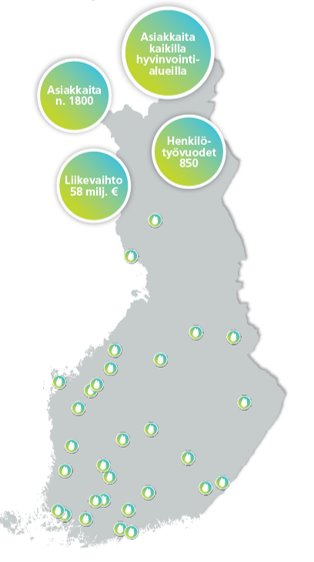 Asiakkaita
kaikilla
hyvinvointi-
alueilla
Asiakkaita
n. 1800
Henkilö-
työvuodet
850
Liikevaihto
58 milj. €